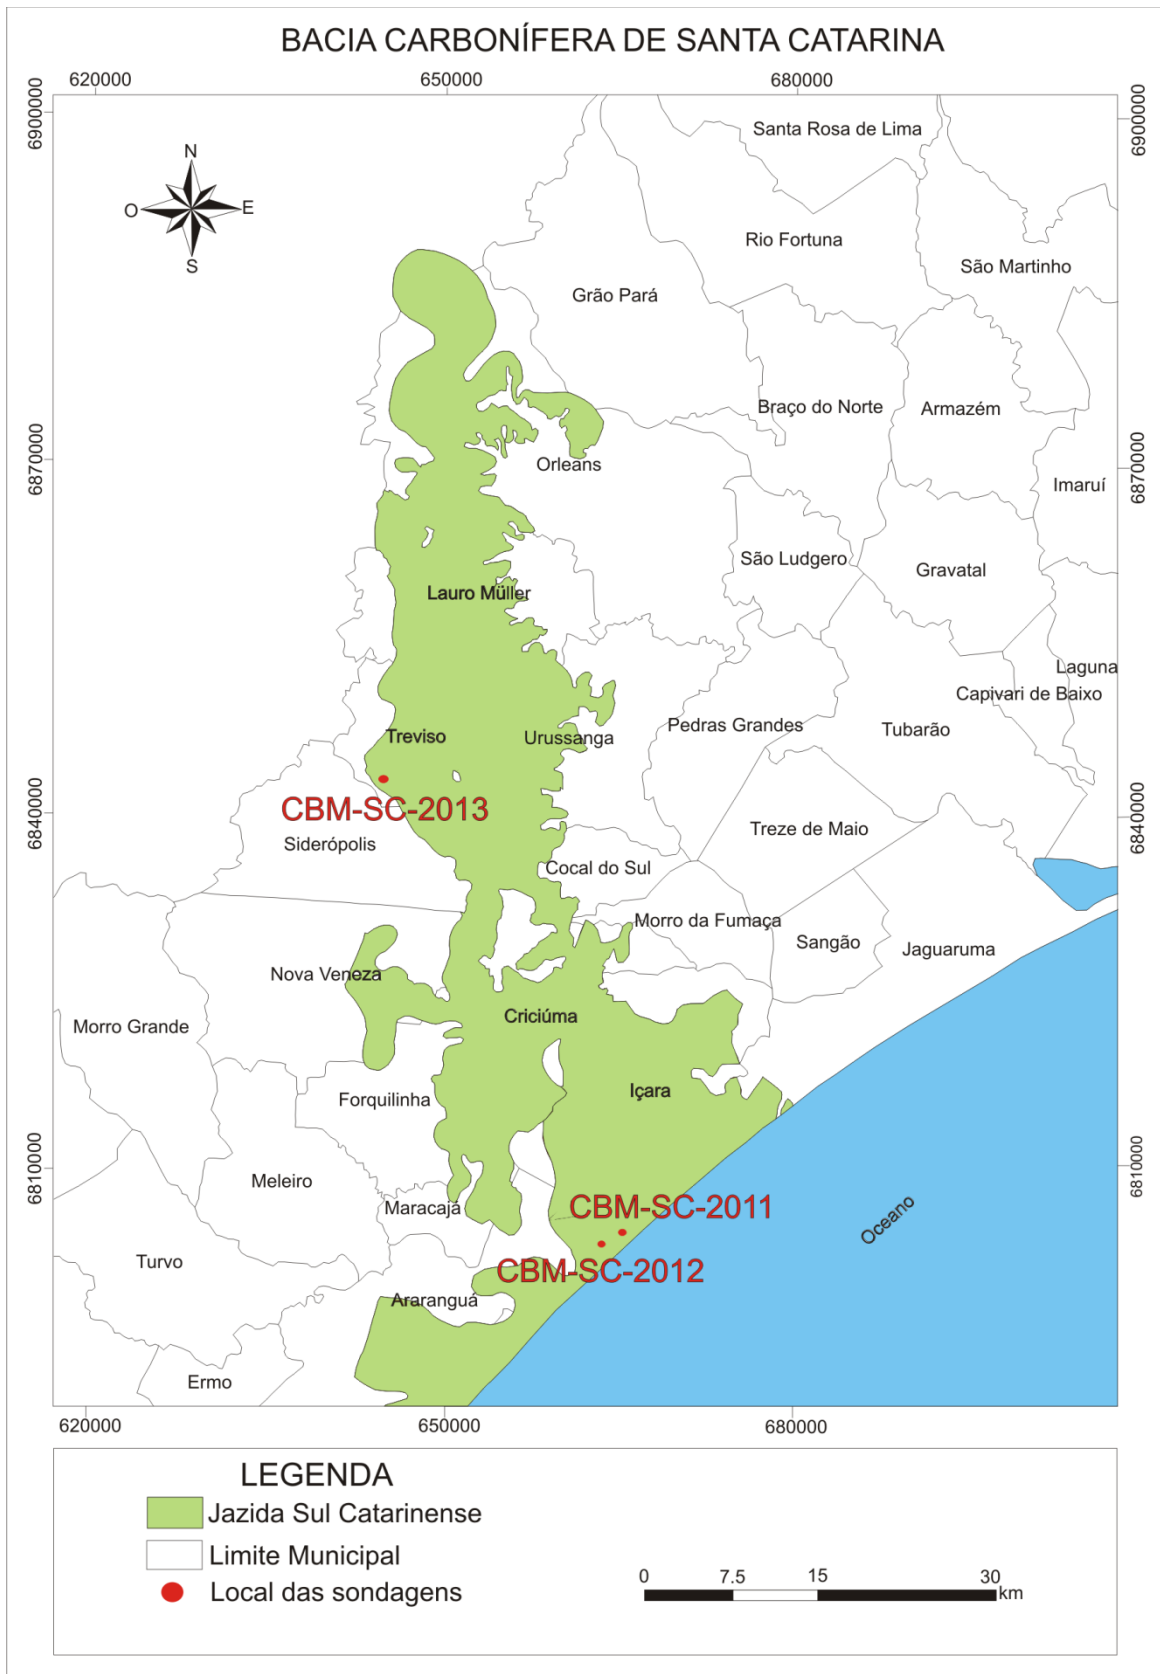 BACIA CARBONÍFERA DE SANTA CATARINA
620000 650000 680000
6900000 6900000
Santa Rosa de Lima
N
O E
S
Rio Fortuna
São Martinho
Grão Pará
Braço do Norte Armazém
6870000 Orleans 6870000
Imaruí
São Ludgero Gravatal
Lauro Müller
Laguna
Capivari de Baixo
Pedras Grandes Tubarão
Treviso Urussanga
CBM-SC-2013
6840000 6840000
Siderópolis Treze de Maio
Cocal do Sul
Morro da Fumaça
Sangão Jaguaruma
Nova Veneza
Morro Grande Criciúma
Forquilinha Içara
6810000 6810000
Meleiro
Maracajá CBM-SC-2011
Oceano
Turvo CBM-SC-2012
Araranguá
Ermo
620000 650000 680000
LEGENDA
Jazida Sul Catarinense
Limite Municipal
Local das sondagens
0 7.5 15 30
km